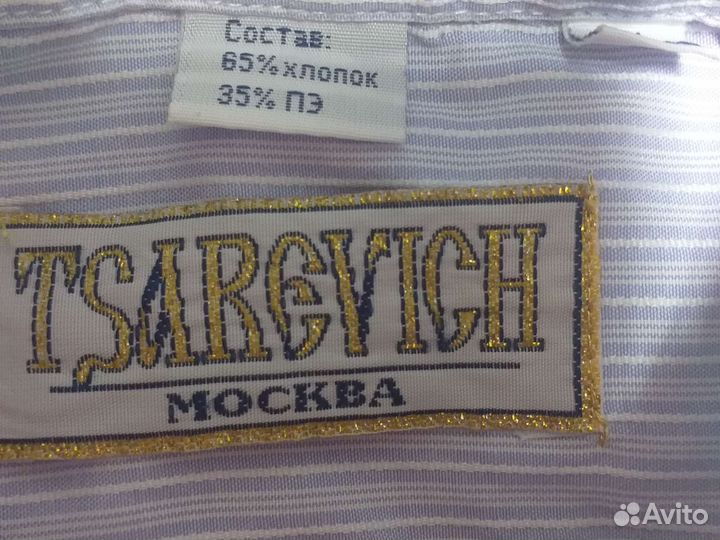 Состав:
65% хлопок
35% ПЭ
TSAREVICH
МОСКВА
Avito